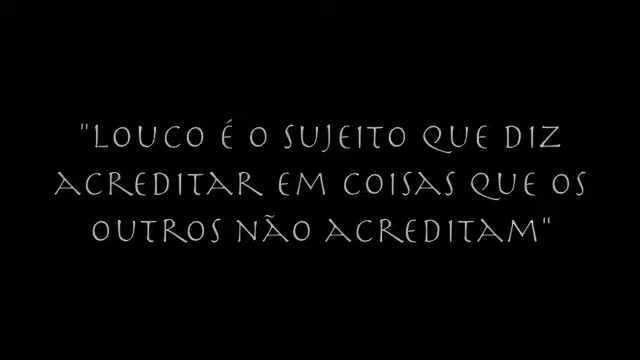 "LOUCO É O SUJEITO QUE DIZ
ACREDITAR EM COISAS QUE OS
OUTROS NÃO ACREDITAM"